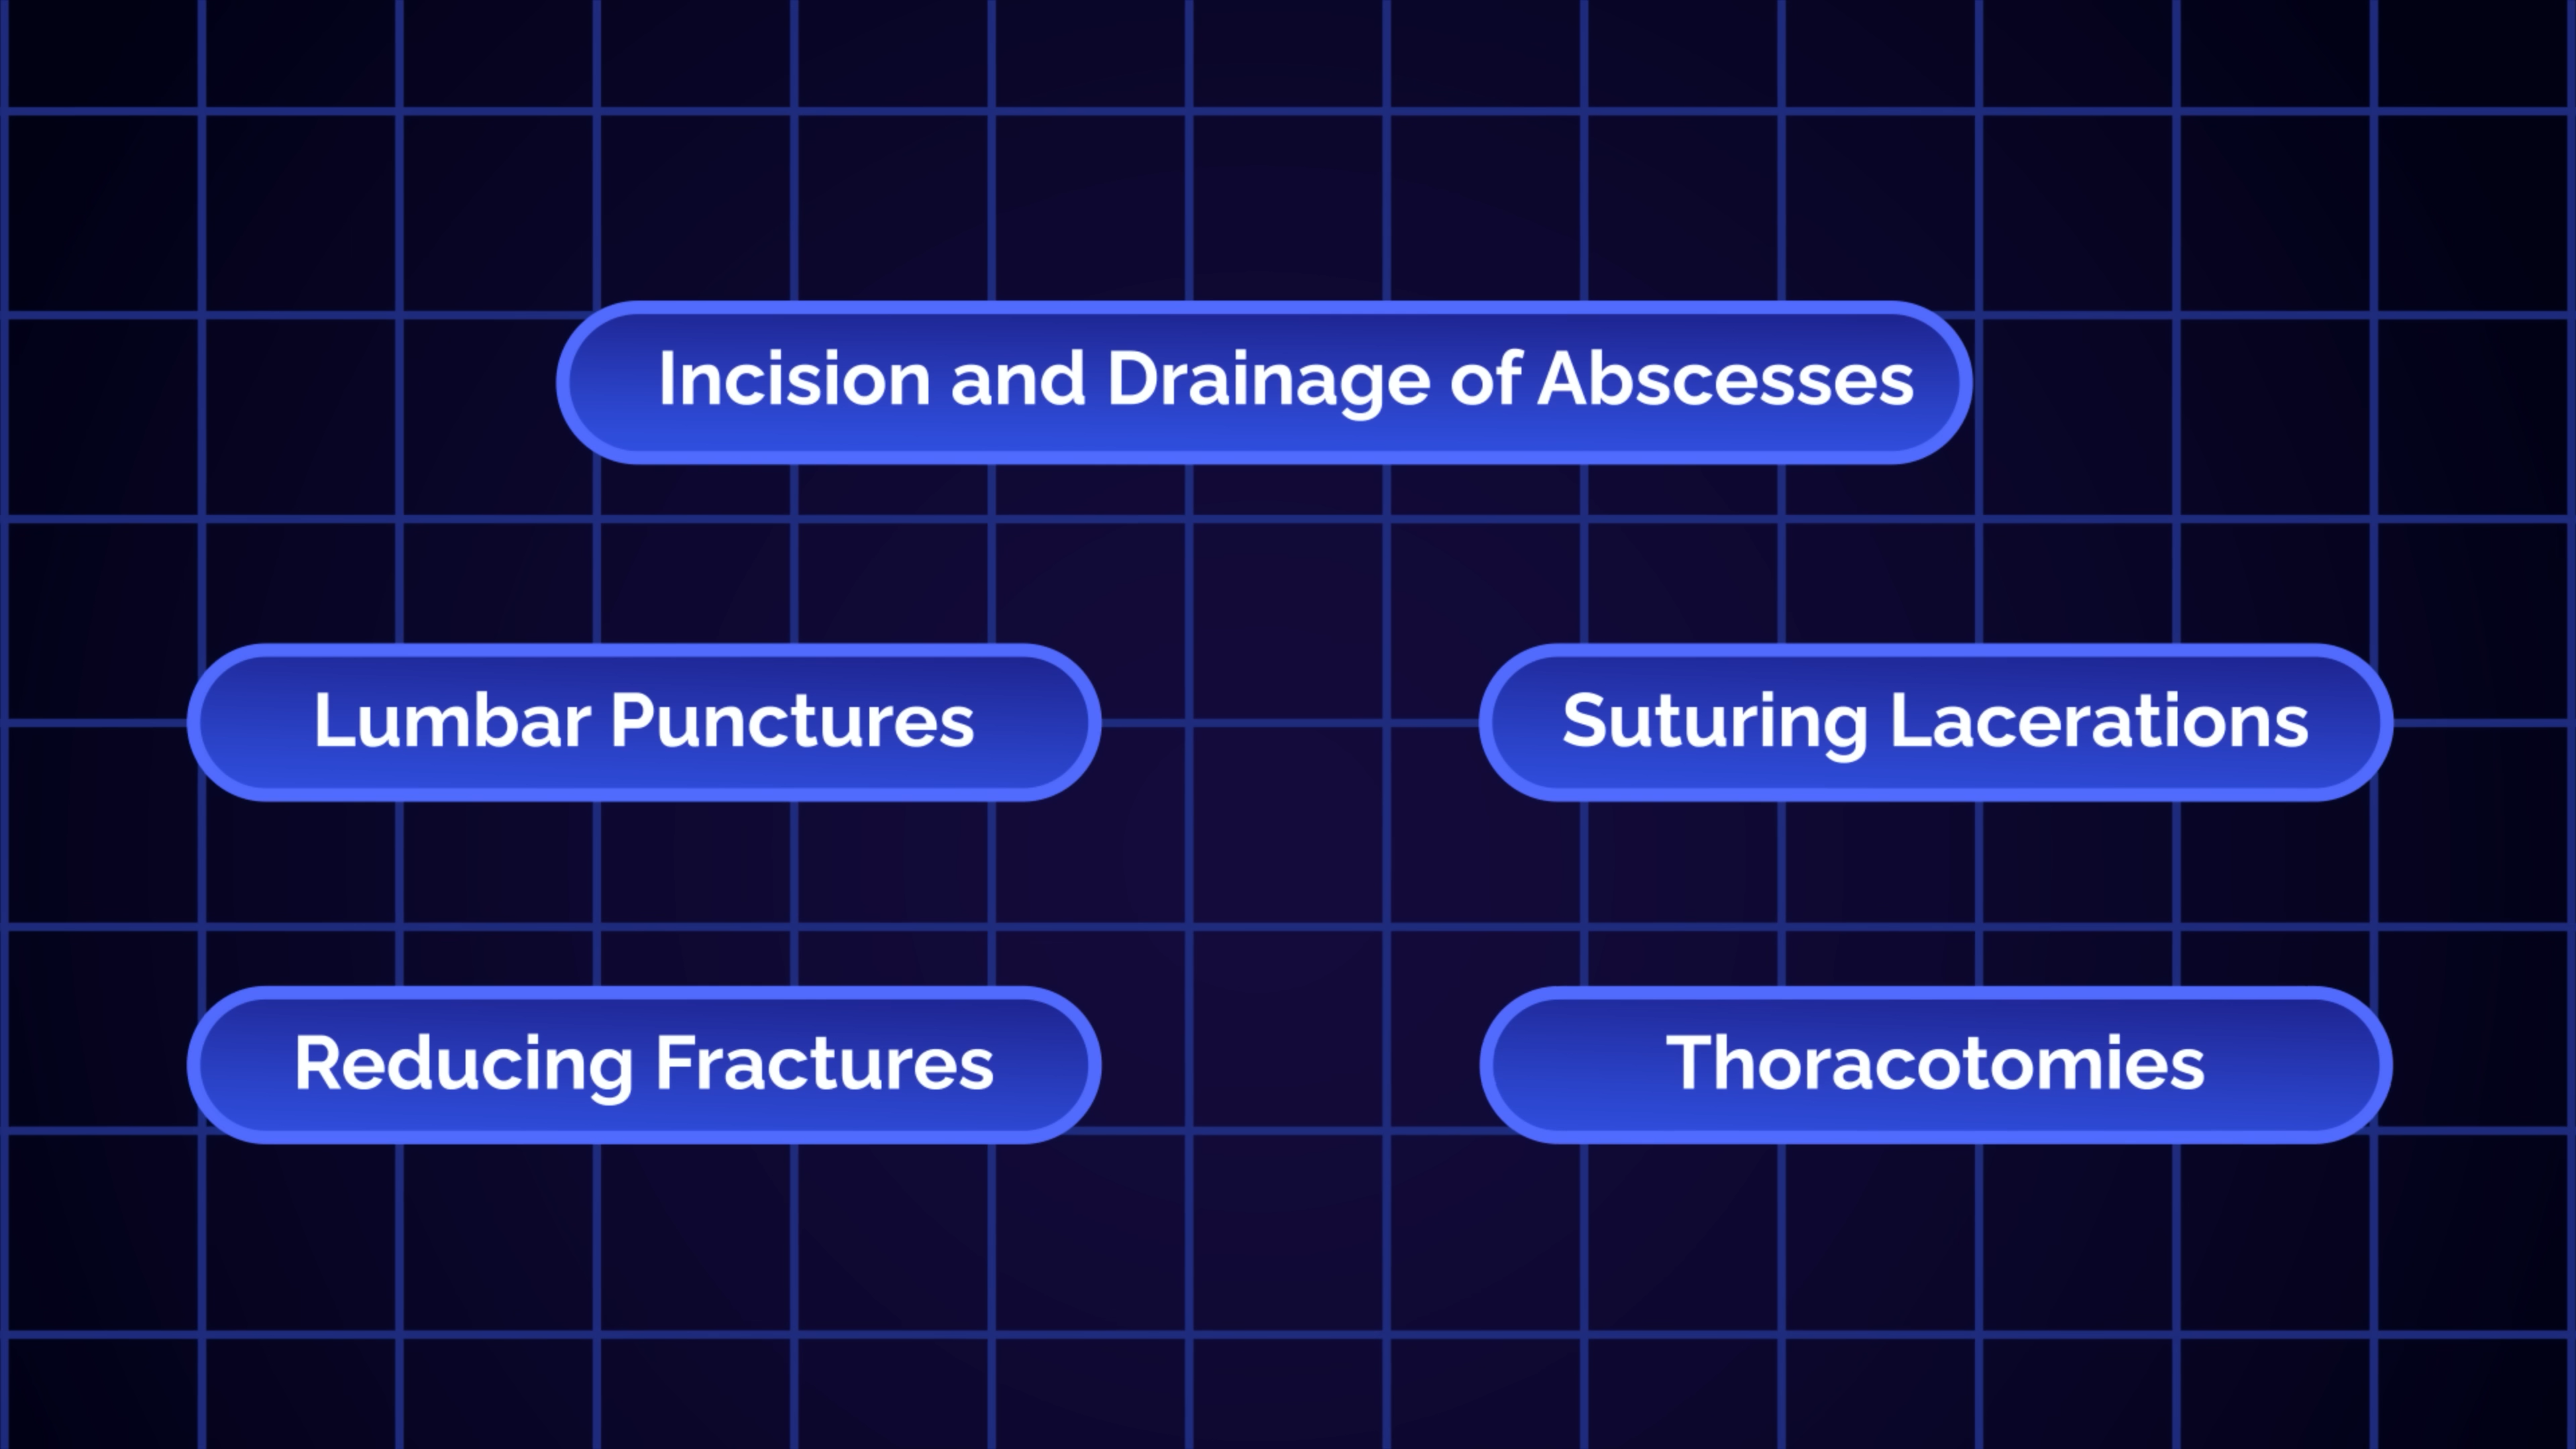 Incision and Drainage of Abscesses
Lumbar Punctures
Suturing Lacerations
Reducing Fractures
Thoracotomies